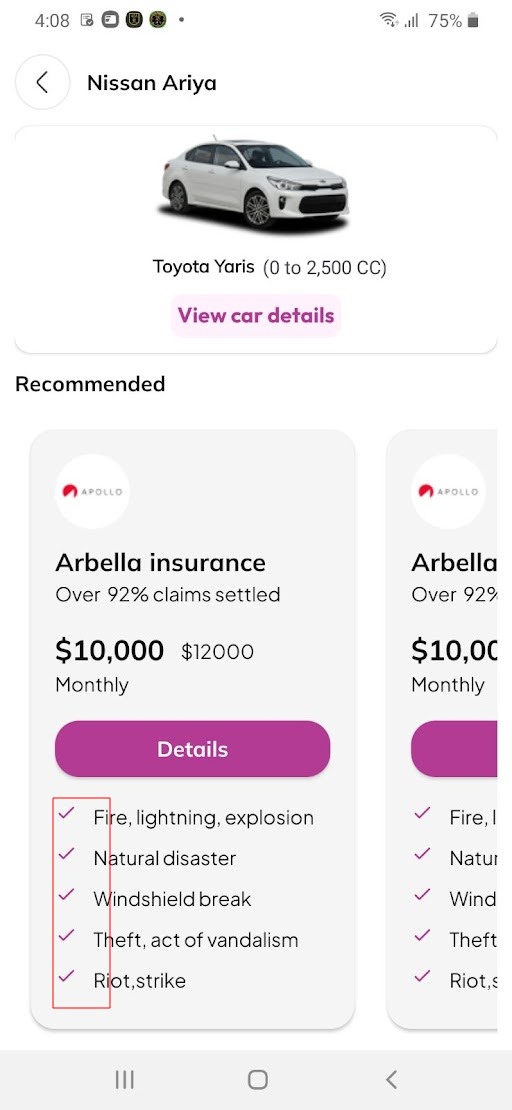 4:08 75%
Nissan Ariya
Toyota Yaris (0 to 2,500 CC)
View car details
Recommended
APOLLO
Arbella insurance
Over 92% claims settled
$10,000 $12000
Monthly
Details
Fire, lightning, explosion
Natural disaster
Windshield break
Theft, act of vandalism
Riot,strike
APOLLO
Arbella
Over 92%
$10,00
Monthly
Fire, l
Natur
Wind
Theft
Riot,s